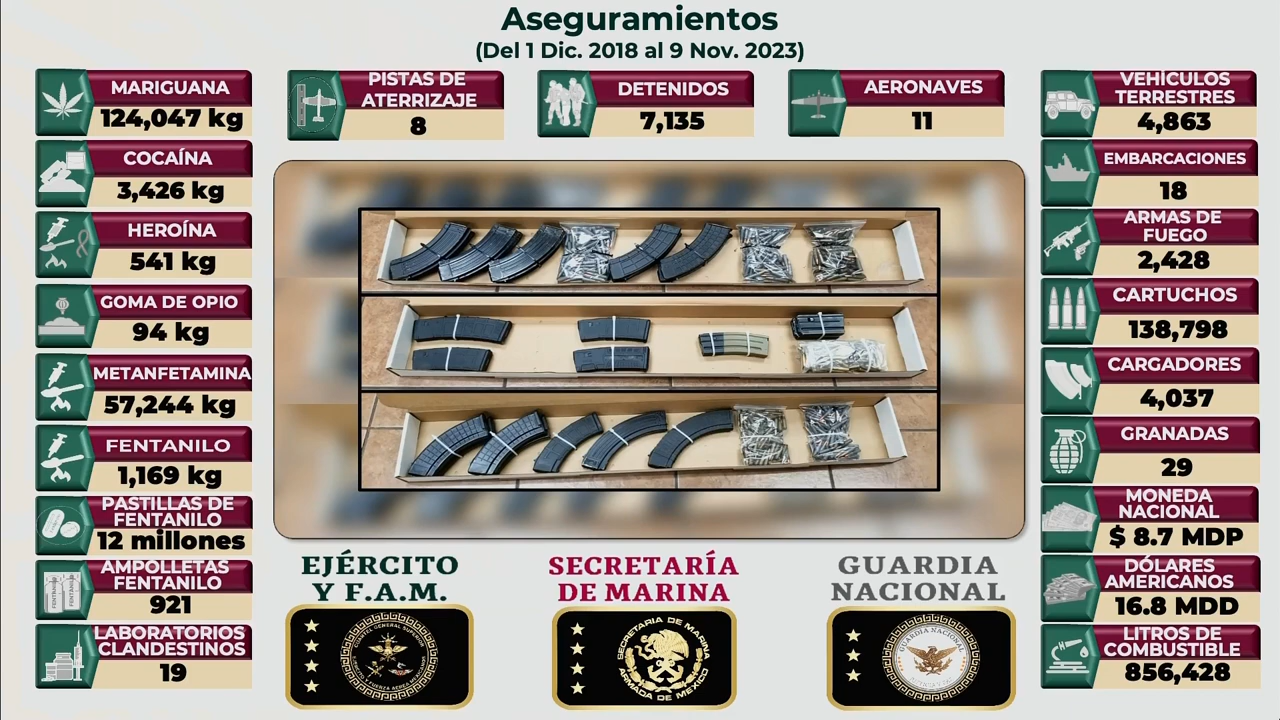 Aseguramientos
(Del 1 Dic. 2018 al 9 Nov. 2023)
MARIGUANA
124,047 kg
COCAÍNA
3,426 kg
HEROÍNA
541 kg
GOMA DE OPIO
94 kg
METANFETAMINA
57,244 kg
FENTANILO
1,169 kg
PASTILLAS DE
FENTANILO
12 millones
AMPOLLETAS
FENTANILO
921
LABORATORIOS
CLANDESTINOS
19
PISTAS DE
ATERRIZAJE
8
DETENIDOS
7,135
AERONAVES
11
EJÉRCITO
Y F.A.M.
SECRETARÍA
DE MARINA
SECRETARIA DE MARINA
ARMADA DE MÉXICO
GUARDIA
NACIONAL
GUARDIA NACIONAL
VEHÍCULOS
TERRESTRES
4,863
EMBARCACIONES
18
ARMAS DE
FUEGO
2,428
CARTUCHOS
138,798
CARGADORES
4,037
GRANADAS
29
MONEDA
NACIONAL
$ 8.7 MDP
DÓLARES
AMERICANOS
16.8 MDD
LITROS DE
COMBUSTIBLE
856,428